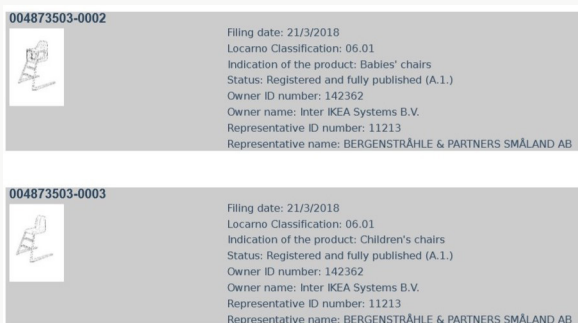 004873503-0002
Filing date: 21/3/2018
Locarno Classification: 06.01
Indication of the product: Babies' chairs
Status: Registered and fully published (A.1.)
Owner ID number: 142362
Owner name: Inter IKEA Systems B.V.
Representative ID number: 11213
Representative name: BERGENSTRÅHLE & PARTNERS SMÅLAND AB
004873503-0003
Filing date: 21/3/2018
Locarno Classification: 06.01
Indication of the product: Children's chairs
Status: Registered and fully published (A.1.)
Owner ID number: 142362
Owner name: Inter IKEA Systems B.V.
Representative ID number: 11213
Representative name: BERGENSTRÅHLE & PARTNERS SMÅLAND AB